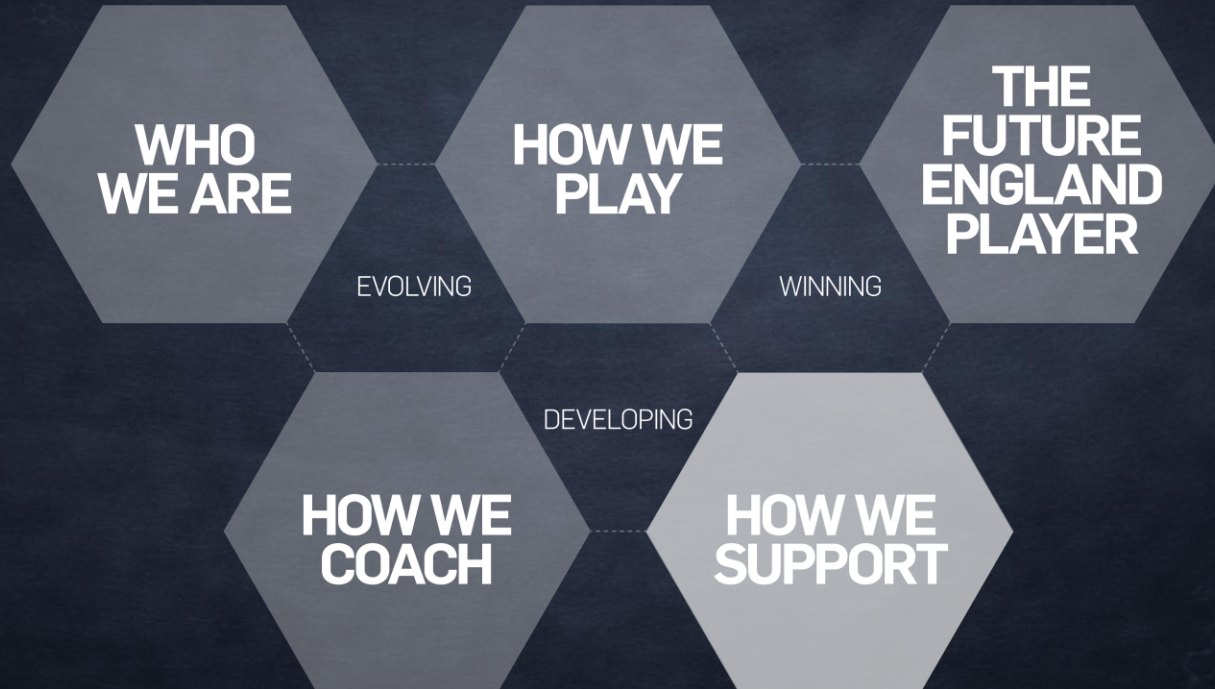 WHO
WE ARE
HOW WE
PLAY
THE
FUTURE
ENGLAND
PLAYER
EVOLVING
WINNING
DEVELOPING
HOW WE
COACH
HOW WE
SUPPORT